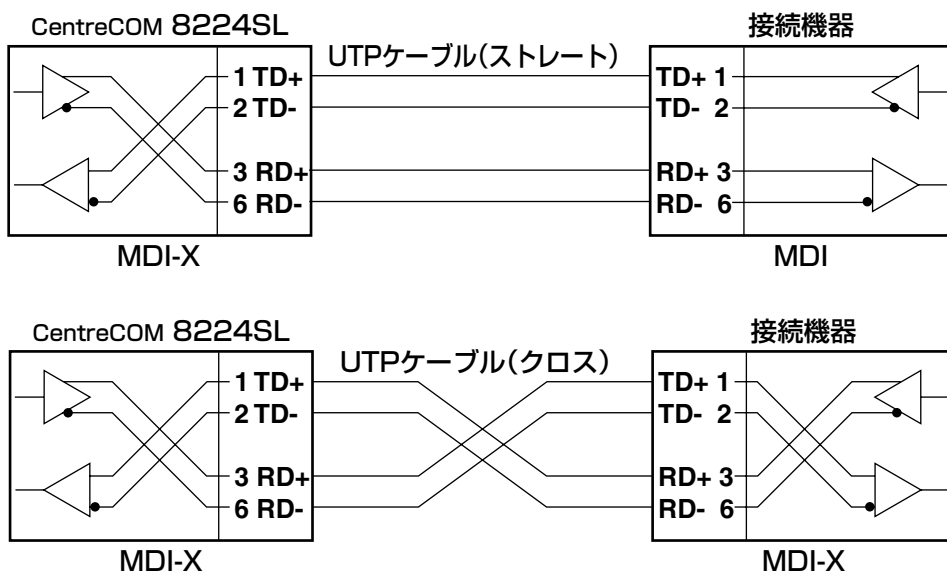 CentreCOM 8224SL
接続機器
UTPケーブル(ストレート)
1 TD+
2 TD-
3 RD+
6 RD-
TD+ 1
TD- 2
RD+ 3
RD- 6
MDI-X
MDI
CentreCOM 8224SL
接続機器
UTPケーブル(クロス)
1 TD+
2 TD-
3 RD+
6 RD-
TD+ 1
TD- 2
RD+ 3
RD- 6
MDI-X
MDI-X